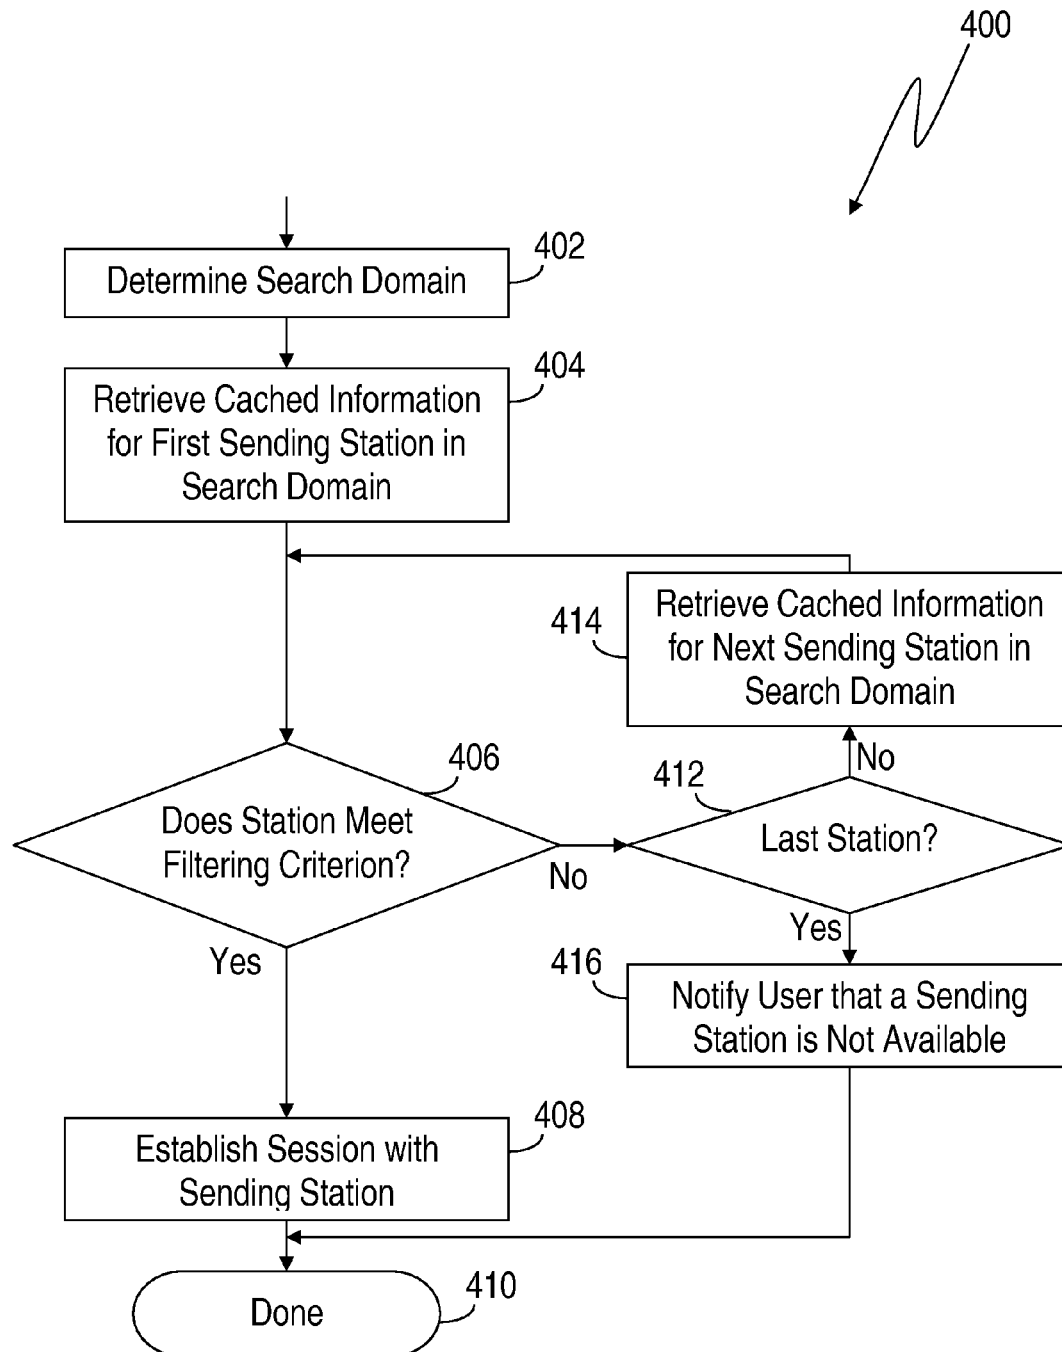 400
402
Determine Search Domain
404
Retrieve Cached Information
for First Sending Station in
Search Domain
414
Retrieve Cached Information
for Next Sending Station in
Search Domain
406
Does Station Meet
Filtering Criterion?
No
412
No
Last Station?
Yes
Yes
416
Notify User that a Sending
Station is Not Available
408
Establish Session with
Sending Station
410
Done